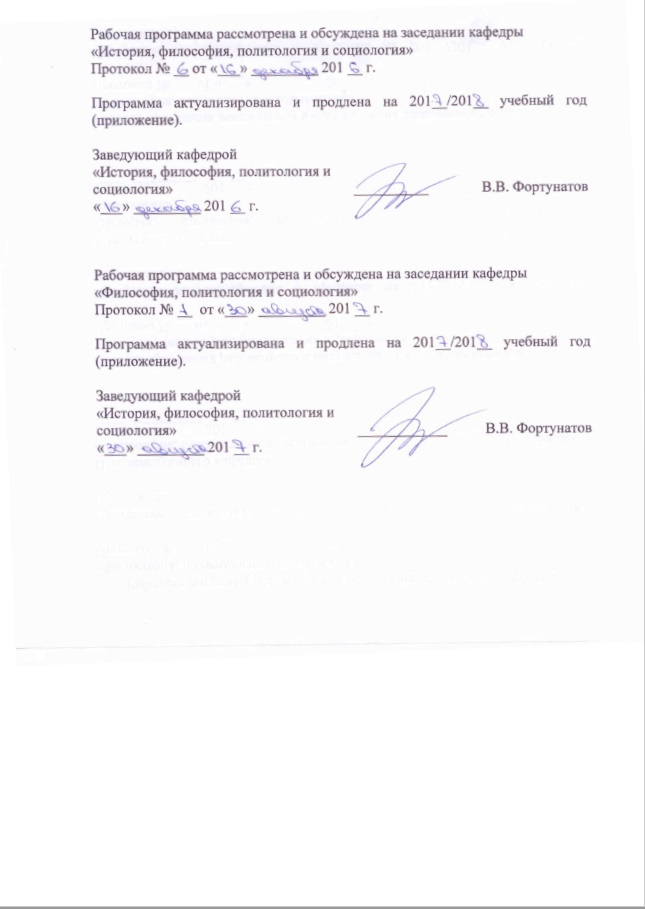 Рабочая программа рассмотрена и обсуждена на заседании кафедры
«История, философия, политология и социология»
Протокол № 6 от «16» декабря 2016 г.
Программа актуализирована и продлена на 2017/2018 учебный год
(приложение).
Заведующий кафедрой
«История, философия, политология и
социология» В.В. Фортунатов
«16» декабря 2016 г.
Рабочая программа рассмотрена и обсуждена на заседании кафедры
«Философия, политология и социология»
Протокол № 1 от «30» августа 2017 г.
Программа актуализирована и продлена на 2017/2018 учебный год
(приложение).
Заведующий кафедрой
«История, философия, политология и
социология» В.В. Фортунатов
«30» августа 2017 г.